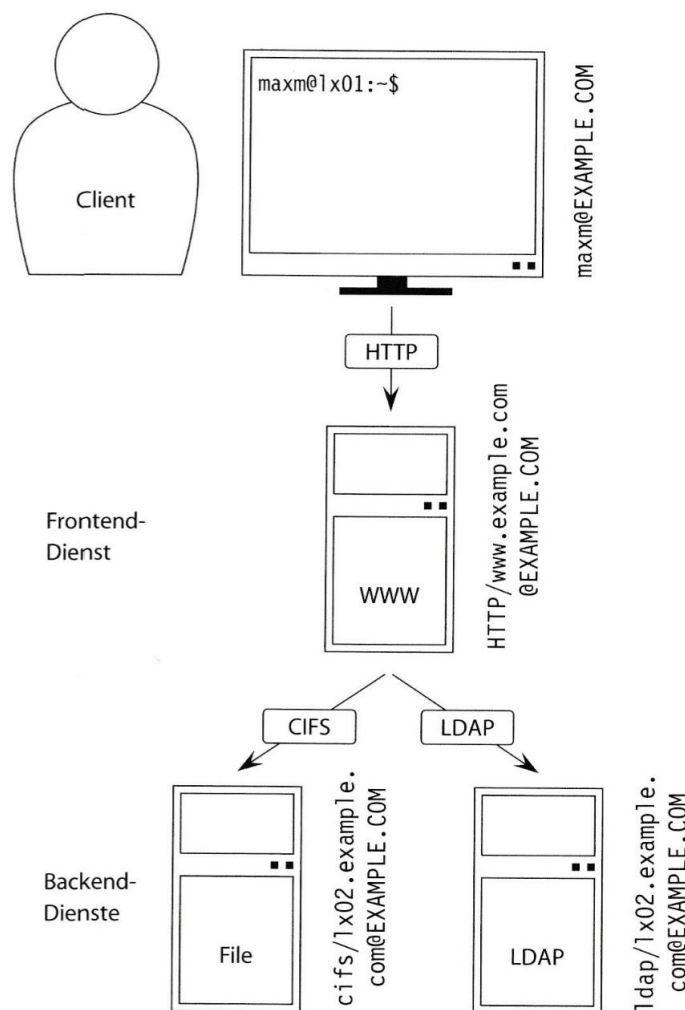 maxm@lx01:~$
Client
maxm@EXAMPLE.COM
HTTP
HTTP/www.example.com
@EXAMPLE.COM
Frontend-
Dienst
WWW
CIFS
LDAP
Backend-
Dienste
File
cifs/lx02.example.
com@EXAMPLE.COM
LDAP
ldap/lx02.example.
com@EXAMPLE.COM